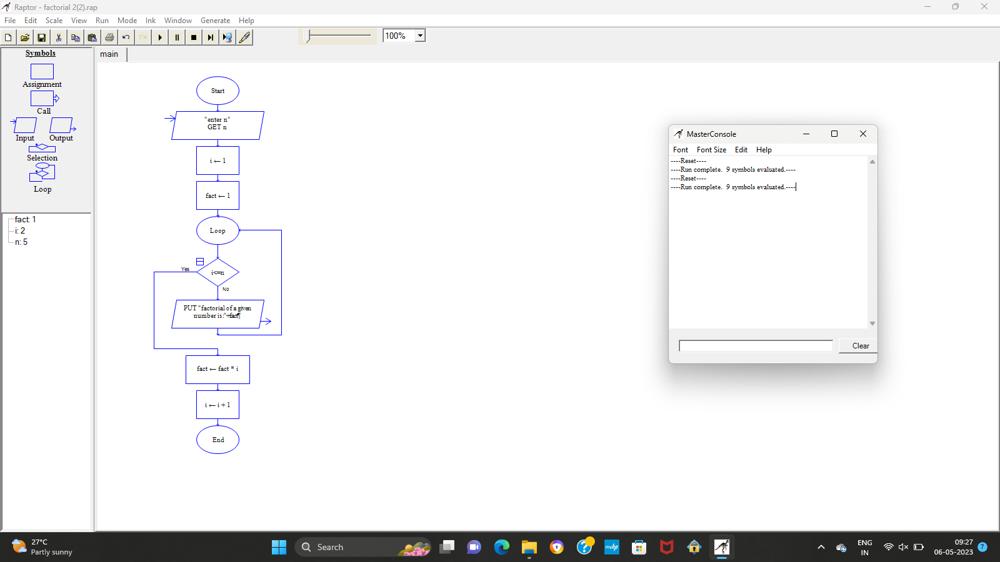 Raptor - factorial 2(2).rap
File Edit Scale View Run Mode Ink Window Generate Help
100%
Symbols
Assignment
Call
Input Output
Selection
Loop
fact: 1
i: 2
n: 5
main
Start
"enter n"
GET n
i ← 1
fact ← 1
Loop
Yes
i<=n
No
PUT "factorial of a given
number is:"+fact¶
fact ← fact * i
i ← i + 1
End
MasterConsole
Font Font Size Edit Help
----Reset----
----Run complete. 9 symbols evaluated.----
----Reset----
----Run complete. 9 symbols evaluated.----
Clear
27°C
Partly sunny
Search
myhp
ENG
IN
09:27
06-05-2023
7